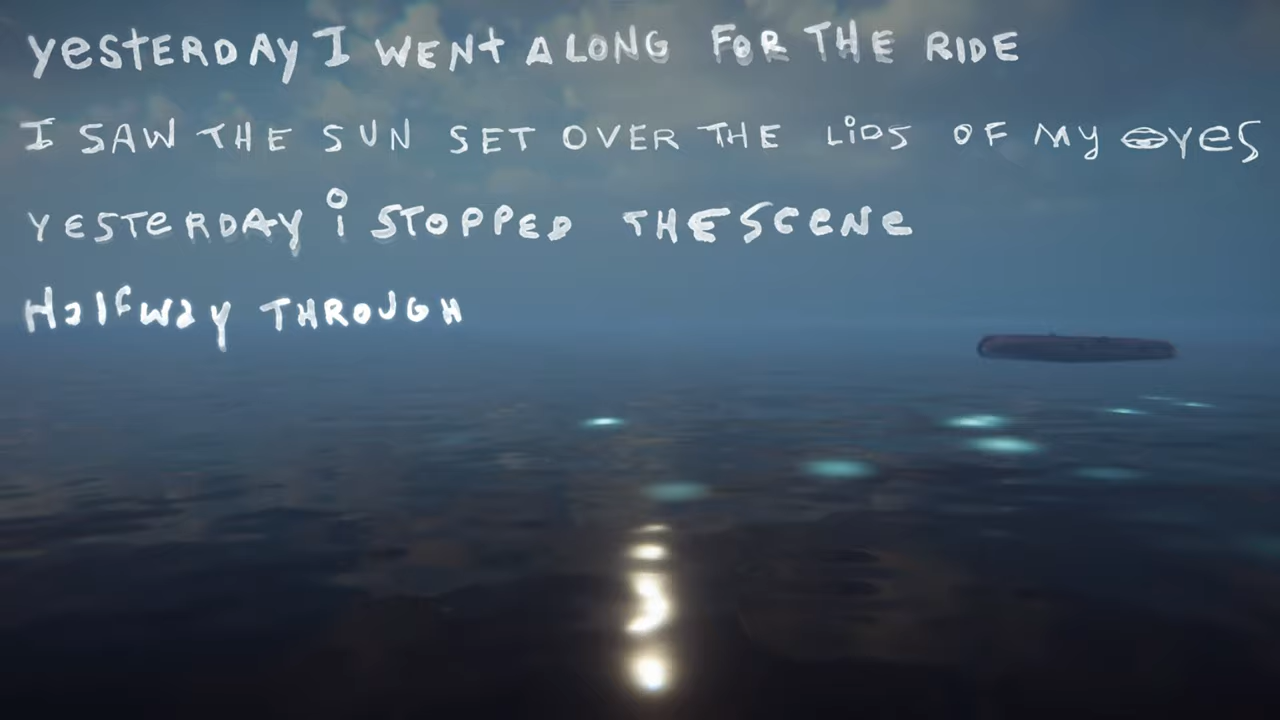 yesterday I went along for the ride
I saw the sun set over the lids of my eyes
yesterday i stopped the scene
Halfway through